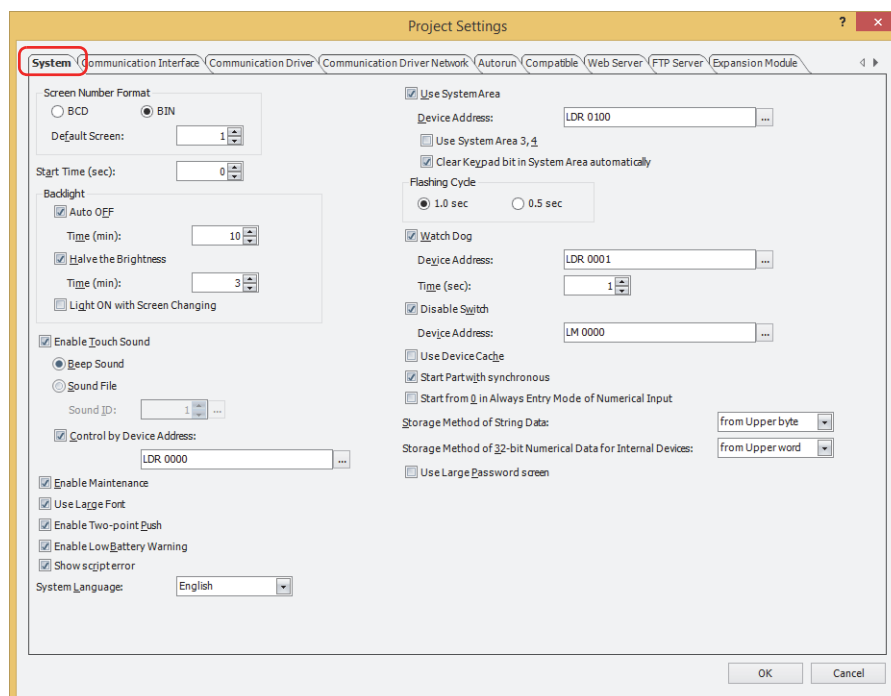 Project Settings
? ×
System Communication Interface Communication Driver Communication Driver Network Autorun Compatible Web Server FTP Server Expansion Module
Screen Number Format
BCD BIN
Default Screen: 1
Start Time (sec): 0
Backlight
Auto OFF
Time (min): 10
Halve the Brightness
Time (min): 3
Light ON with Screen Changing
Enable Touch Sound
Beep Sound
Sound File
Sound ID: 1 ...
Control by Device Address:
LDR 0000 ...
Enable Maintenance
Use Large Font
Enable Two-point Push
Enable Low Battery Warning
Show script error
System Language: English
Use System Area
Device Address: LDR 0100 ...
Use System Area 3, 4
Clear Keypad bit in System Area automatically
Flashing Cycle
1.0 sec 0.5 sec
Watch Dog
Device Address: LDR 0001 ...
Time (sec): 1
Disable Switch
Device Address: LM 0000 ...
Use Device Cache
Start Part with synchronous
Start from 0 in Always Entry Mode of Numerical Input
Storage Method of String Data: from Upper byte
Storage Method of 32-bit Numerical Data for Internal Devices: from Upper word
Use Large Password screen
OK Cancel